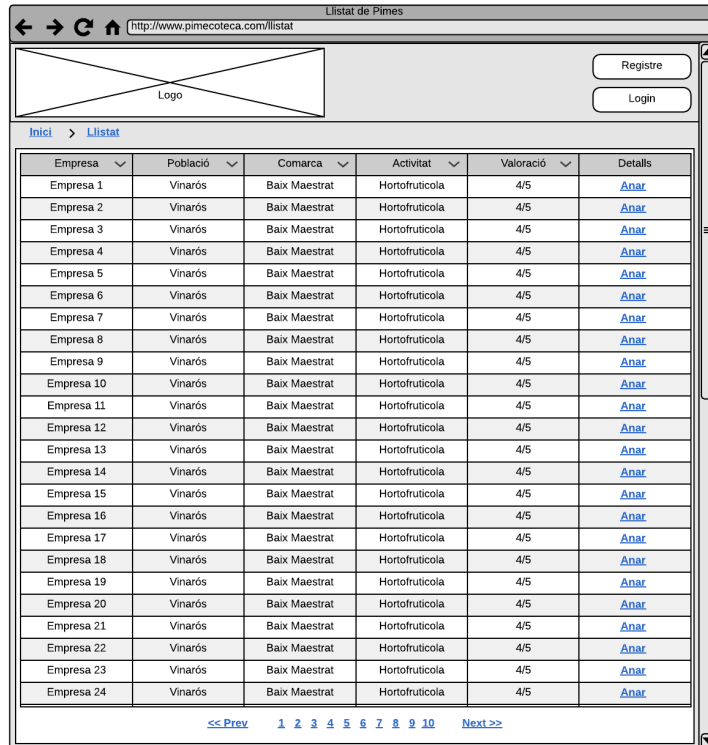 Llistat de Pimes
http://www.pimecoteca.com/llistat
Logo
Registre
Login
Inici > Llistat
Empresa Població Comarca Activitat Valoració Detalls
Empresa 1 Vinarós Baix Maestrat Hortofruticola 4/5 Anar
Empresa 2 Vinarós Baix Maestrat Hortofruticola 4/5 Anar
Empresa 3 Vinarós Baix Maestrat Hortofruticola 4/5 Anar
Empresa 4 Vinarós Baix Maestrat Hortofruticola 4/5 Anar
Empresa 5 Vinarós Baix Maestrat Hortofruticola 4/5 Anar
Empresa 6 Vinarós Baix Maestrat Hortofruticola 4/5 Anar
Empresa 7 Vinarós Baix Maestrat Hortofruticola 4/5 Anar
Empresa 8 Vinarós Baix Maestrat Hortofruticola 4/5 Anar
Empresa 9 Vinarós Baix Maestrat Hortofruticola 4/5 Anar
Empresa 10 Vinarós Baix Maestrat Hortofruticola 4/5 Anar
Empresa 11 Vinarós Baix Maestrat Hortofruticola 4/5 Anar
Empresa 12 Vinarós Baix Maestrat Hortofruticola 4/5 Anar
Empresa 13 Vinarós Baix Maestrat Hortofruticola 4/5 Anar
Empresa 14 Vinarós Baix Maestrat Hortofruticola 4/5 Anar
Empresa 15 Vinarós Baix Maestrat Hortofruticola 4/5 Anar
Empresa 16 Vinarós Baix Maestrat Hortofruticola 4/5 Anar
Empresa 17 Vinarós Baix Maestrat Hortofruticola 4/5 Anar
Empresa 18 Vinarós Baix Maestrat Hortofruticola 4/5 Anar
Empresa 19 Vinarós Baix Maestrat Hortofruticola 4/5 Anar
Empresa 20 Vinarós Baix Maestrat Hortofruticola 4/5 Anar
Empresa 21 Vinarós Baix Maestrat Hortofruticola 4/5 Anar
Empresa 22 Vinarós Baix Maestrat Hortofruticola 4/5 Anar
Empresa 23 Vinarós Baix Maestrat Hortofruticola 4/5 Anar
Empresa 24 Vinarós Baix Maestrat Hortofruticola 4/5 Anar
<< Prev 1 2 3 4 5 6 7 8 9 10 Next >>